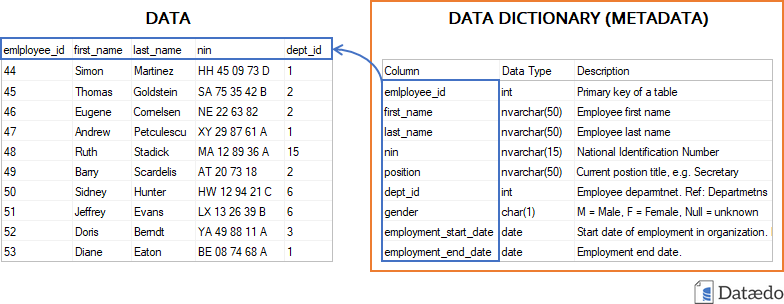 DATA
emlployee_id first_name last_name nin dept_id
44 Simon Martinez HH 45 09 73 D 1
45 Thomas Goldstein SA 75 35 42 B 2
46 Eugene Cornelsen NE 22 63 82 2
47 Andrew Petculescu XY 29 87 61 A 1
48 Ruth Stadick MA 12 89 36 A 15
49 Barry Scardelis AT 20 73 18 2
50 Sidney Hunter HW 12 94 21 C 6
51 Jeffrey Evans LX 13 26 39 B 6
52 Doris Berndt YA 49 88 11 A 3
53 Diane Eaton BE 08 74 68 A 1
DATA DICTIONARY (METADATA)
Column Data Type Description
emlployee_id int Primary key of a table
first_name nvarchar(50) Employee first name
last_name nvarchar(50) Employee last name
nin nvarchar(15) National Identification Number
position nvarchar(50) Current postion title, e.g. Secretary
dept_id int Employee deparmtnet. Ref: Departmetns
gender char(1) M = Male, F = Female, Null = unknown
employment_start_date date Start date of employment in organization.
employment_end_date date Employment end date.
Dataedo